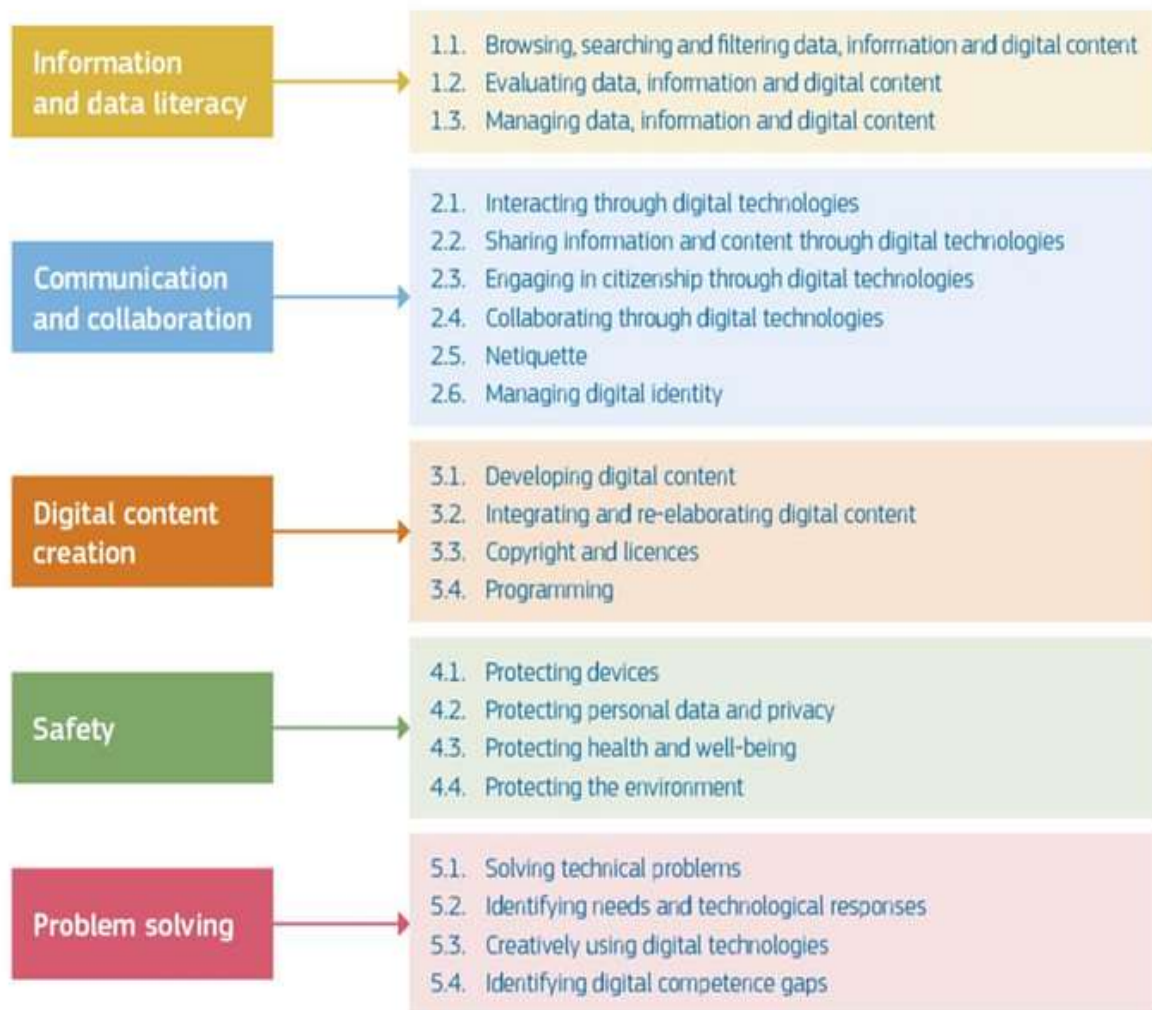 Information
and data literacy
1.1. Browsing, searching and filtering data, information and digital content
1.2. Evaluating data, information and digital content
1.3. Managing data, information and digital content
Communication
and collaboration
2.1. Interacting through digital technologies
2.2. Sharing information and content through digital technologies
2.3. Engaging in citizenship through digital technologies
2.4. Collaborating through digital technologies
2.5. Netiquette
2.6. Managing digital identity
Digital content
creation
3.1. Developing digital content
3.2. Integrating and re-elaborating digital content
3.3. Copyright and licences
3.4. Programming
Safety
4.1. Protecting devices
4.2. Protecting personal data and privacy
4.3. Protecting health and well-being
4.4. Protecting the environment
Problem solving
5.1. Solving technical problems
5.2. Identifying needs and technological responses
5.3. Creatively using digital technologies
5.4. Identifying digital competence gaps